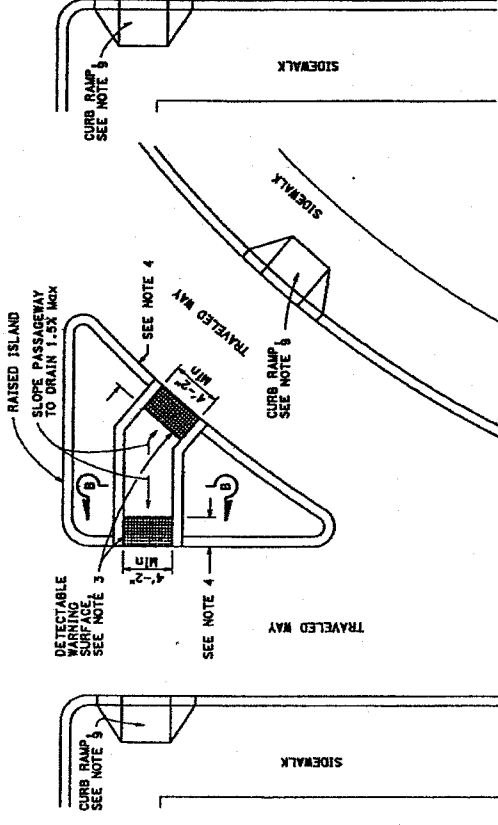 RAISED ISLAND
SLOPE PASSAGEWAY
TO DRAIN 1.5% Max
DETECTABLE
WARNING
SURFACE,
SEE NOTE 3
B
B
4'-2"
Min
4'-2"
Min
SEE NOTE 4
SEE NOTE 4
TRAVELED WAY
TRAVELED WAY
CURB RAMP,
SEE NOTE 9
SIDEWALK
CURB RAMP,
SEE NOTE 9
SIDEWALK
CURB RAMP,
SEE NOTE 9
SIDEWALK